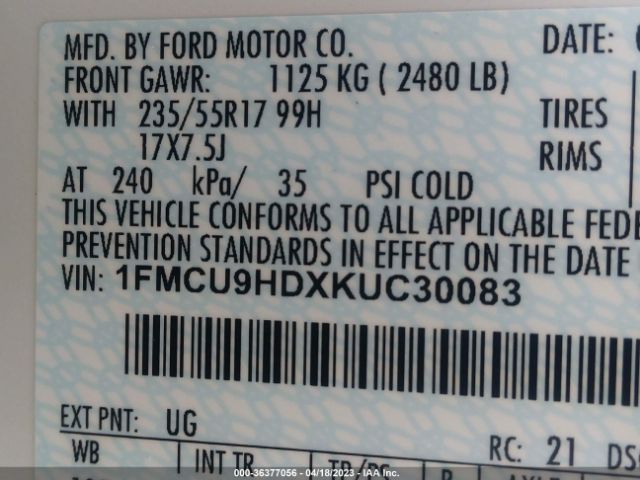 MFD. BY FORD MOTOR CO. DATE:
FRONT GAWR: 1125 KG ( 2480 LB)
WITH 235/55R17 99H TIRES
17X7.5J RIMS
AT 240 kPa/ 35 PSI COLD
THIS VEHICLE CONFORMS TO ALL APPLICABLE FEDE
PREVENTION STANDARDS IN EFFECT ON THE DATE
VIN: 1FMCU9HDXKUC30083
EXT PNT: UG RC: 21 DS
WB INT TR
000-36377056 - 04/18/2023 - IAA Inc.